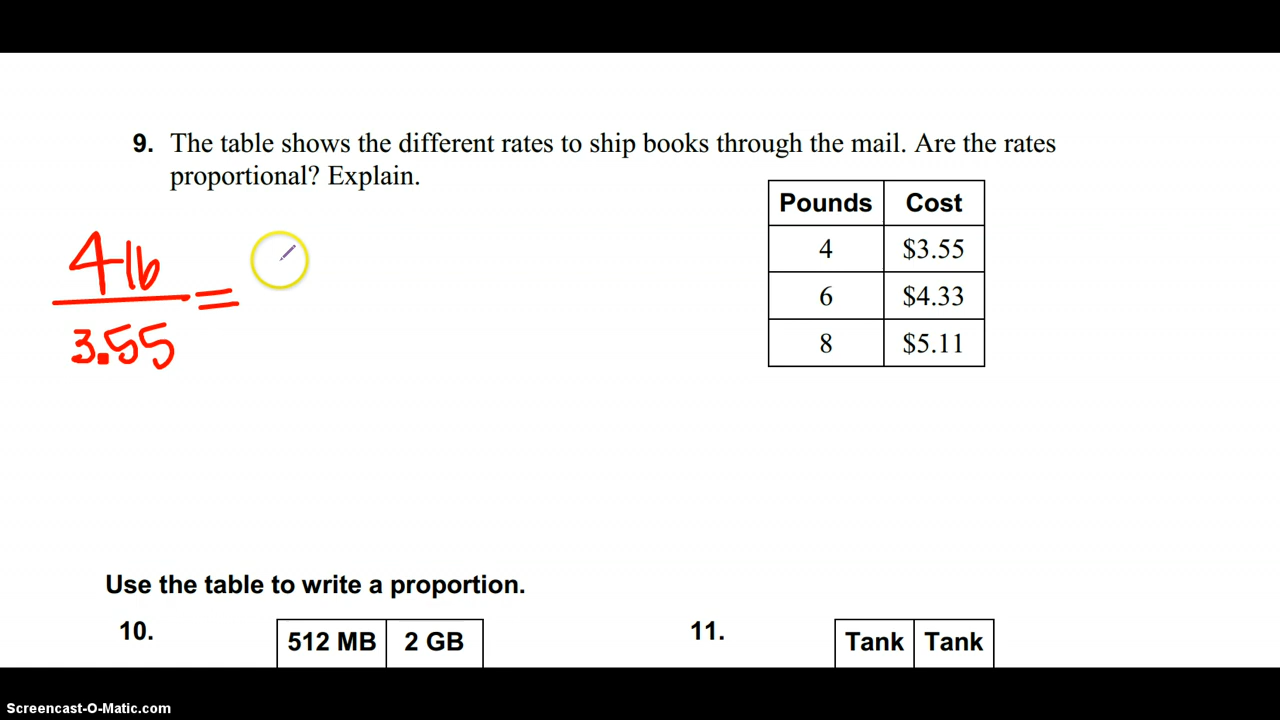 9. The table shows the different rates to ship books through the mail. Are the rates
proportional? Explain.
Pounds Cost
4 $3.55
6 $4.33
8 $5.11
4 lb
=
3.55
Use the table to write a proportion.
10. 512 MB 2 GB
11. Tank Tank
Screencast-O-Matic.com